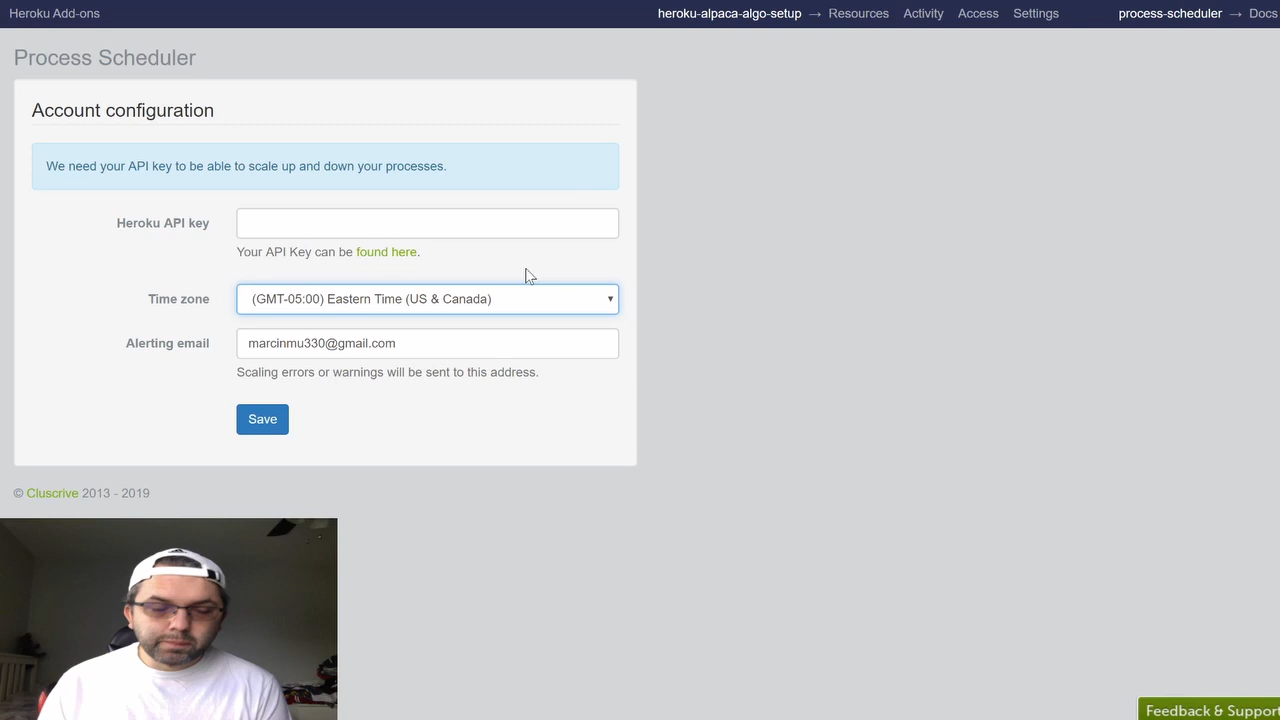 Heroku Add-ons
heroku-alpaca-algo-setup → Resources Activity Access Settings process-scheduler → Docs
Process Scheduler
Account configuration
We need your API key to be able to scale up and down your processes.
Heroku API key
Your API Key can be found here.
Time zone (GMT-05:00) Eastern Time (US & Canada)
Alerting email marcinmu330@gmail.com
Scaling errors or warnings will be sent to this address.
Save
© Cluscrive 2013 - 2019
Feedback & Support